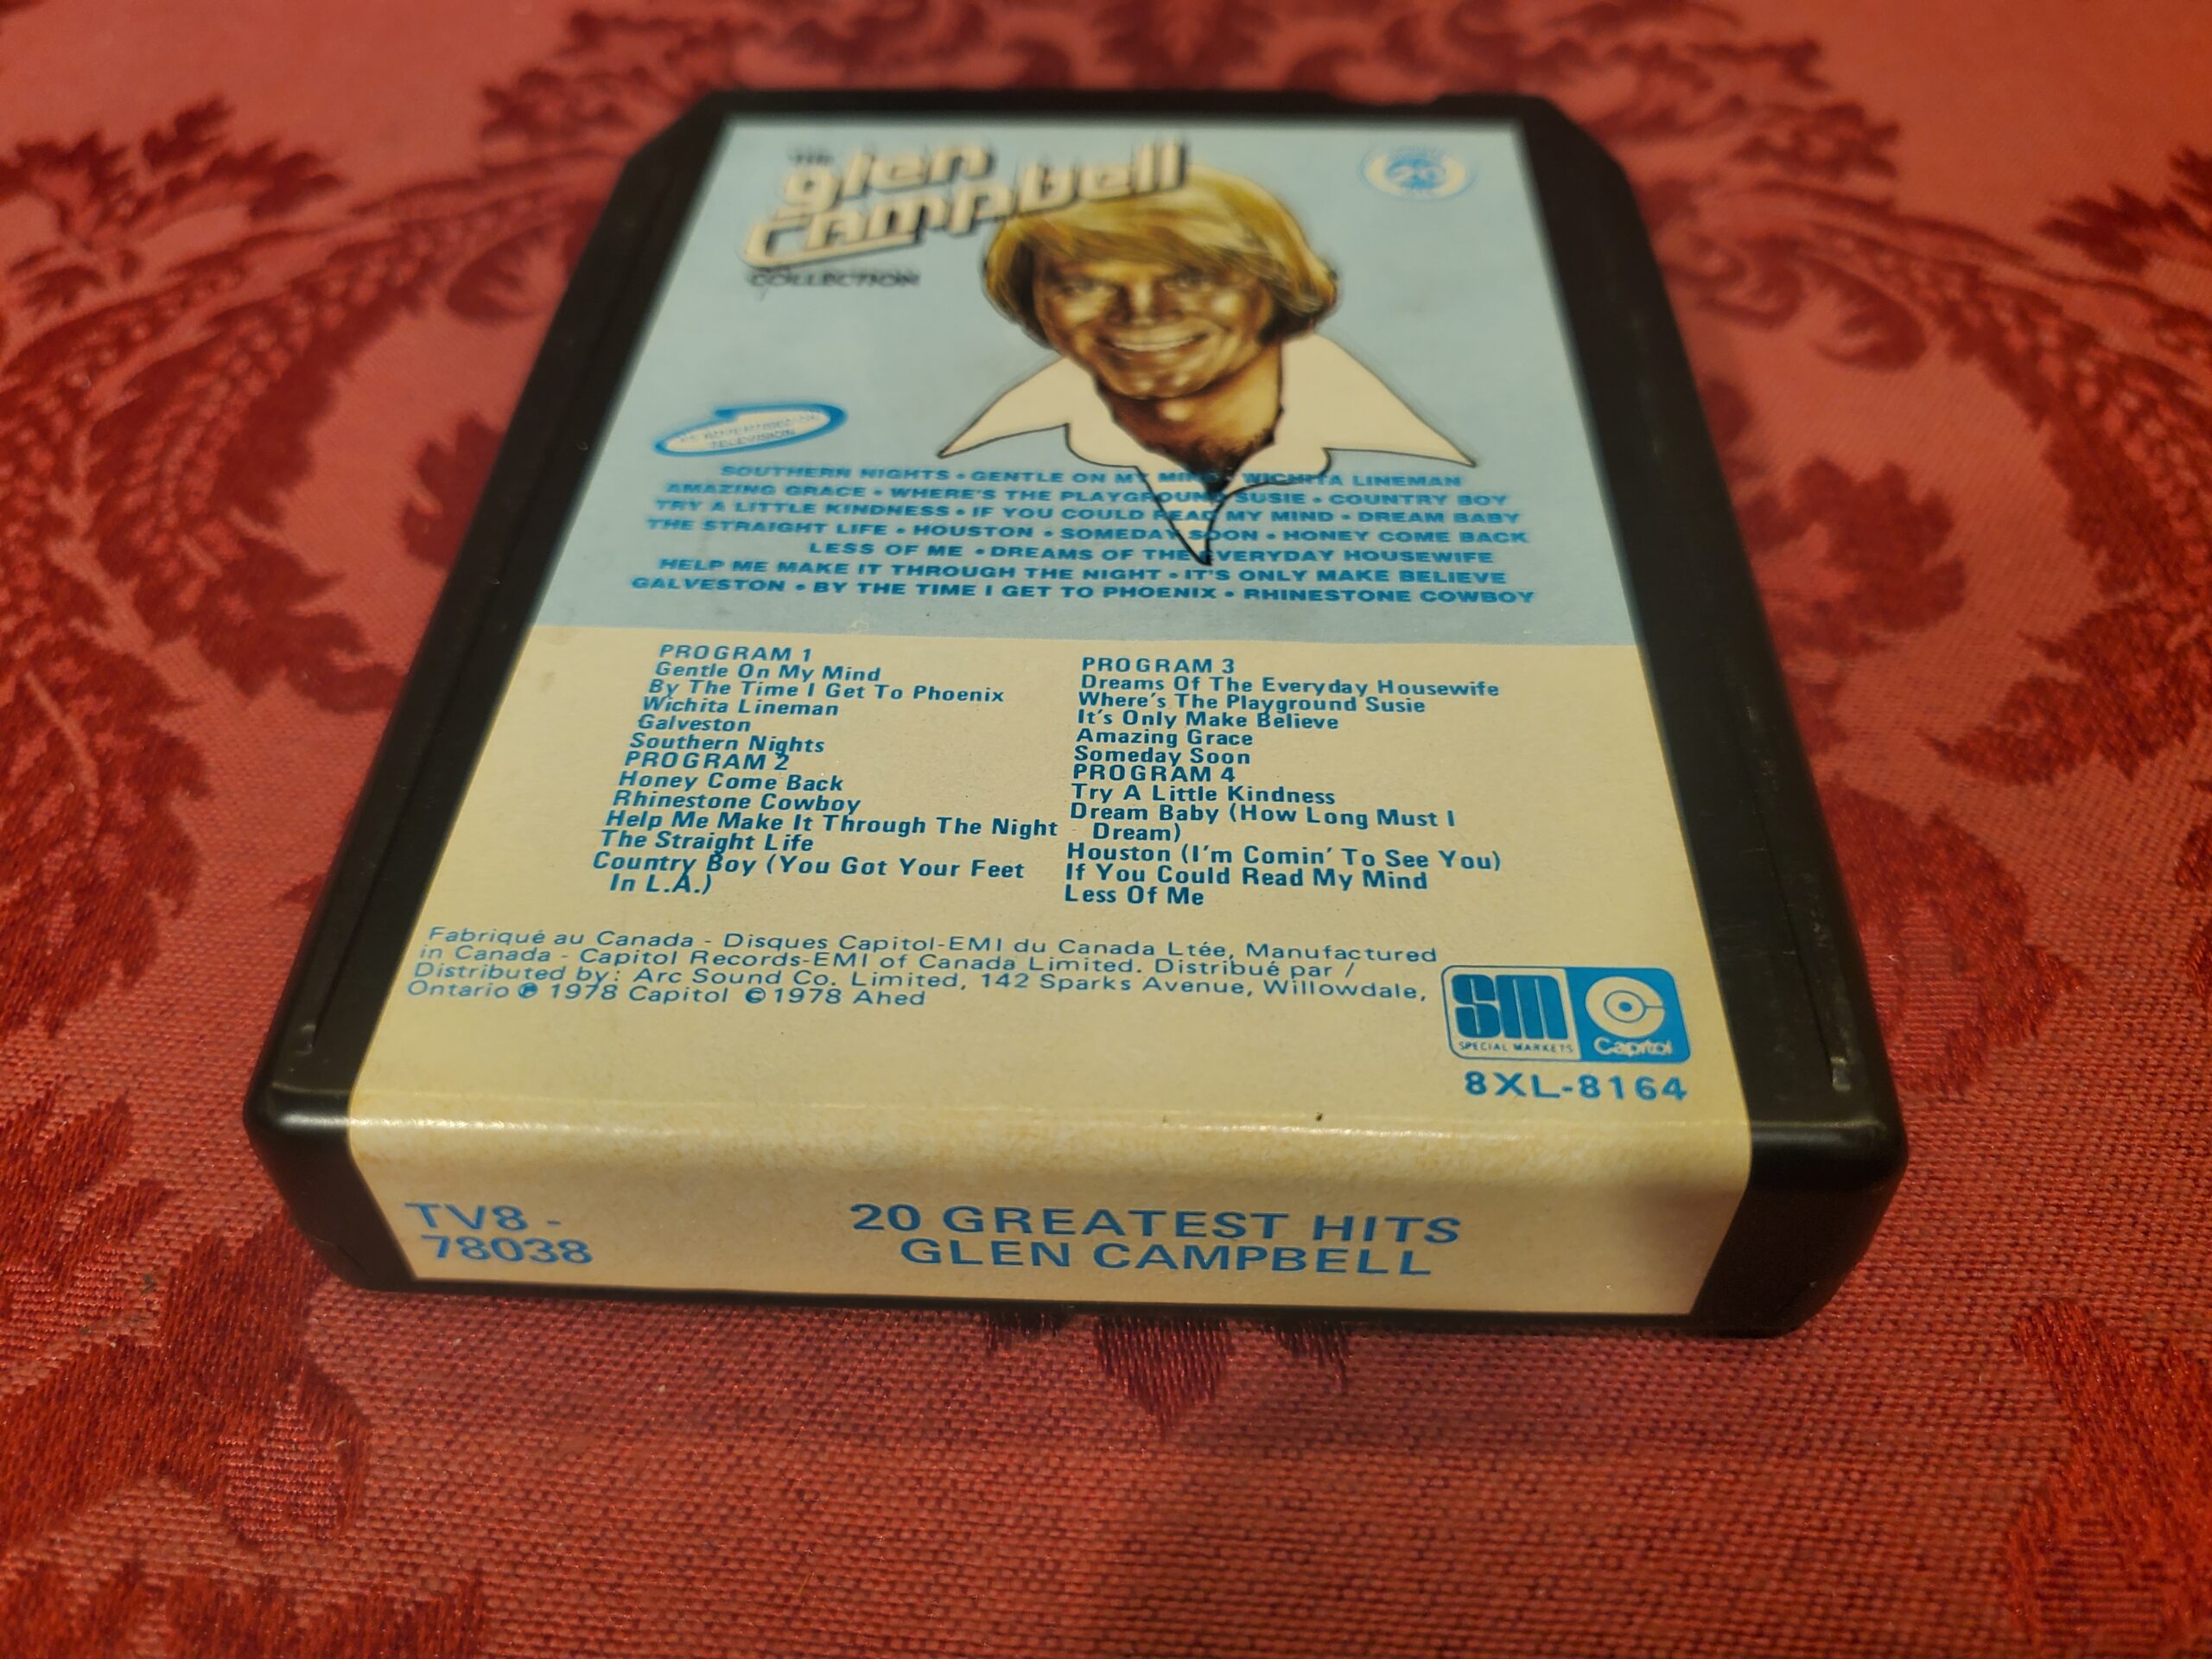 THE
glen
Campbell
COLLECTION
20
AS ADVERTISED ON
TELEVISION
SOUTHERN NIGHTS • GENTLE ON MY MIND • WICHITA LINEMAN
AMAZING GRACE • WHERE'S THE PLAYGROUND SUSIE • COUNTRY BOY
TRY A LITTLE KINDNESS • IF YOU COULD READ MY MIND • DREAM BABY
THE STRAIGHT LIFE • HOUSTON • SOMEDAY SOON • HONEY COME BACK
LESS OF ME • DREAMS OF THE EVERYDAY HOUSEWIFE
HELP ME MAKE IT THROUGH THE NIGHT • IT'S ONLY MAKE BELIEVE
GALVESTON • BY THE TIME I GET TO PHOENIX • RHINESTONE COWBOY
PROGRAM 1
Gentle On My Mind
By The Time I Get To Phoenix
Wichita Lineman
Galveston
Southern Nights
PROGRAM 2
Honey Come Back
Rhinestone Cowboy
Help Me Make It Through The Night
The Straight Life
Country Boy (You Got Your Feet
In L.A.)
PROGRAM 3
Dreams Of The Everyday Housewife
Where's The Playground Susie
It's Only Make Believe
Amazing Grace
Someday Soon
PROGRAM 4
Try A Little Kindness
Dream Baby (How Long Must I
Dream)
Houston (I'm Comin' To See You)
If You Could Read My Mind
Less Of Me
Fabriqué au Canada - Disques Capitol-EMI du Canada Ltée, Manufactured
in Canada - Capitol Records-EMI of Canada Limited. Distribué par /
Distributed by: Arc Sound Co. Limited, 142 Sparks Avenue, Willowdale,
Ontario ℗ 1978 Capitol © 1978 Ahed
sm
SPECIAL MARKETS
Capitol
8XL-8164
TV8 -
78038
20 GREATEST HITS
GLEN CAMPBELL